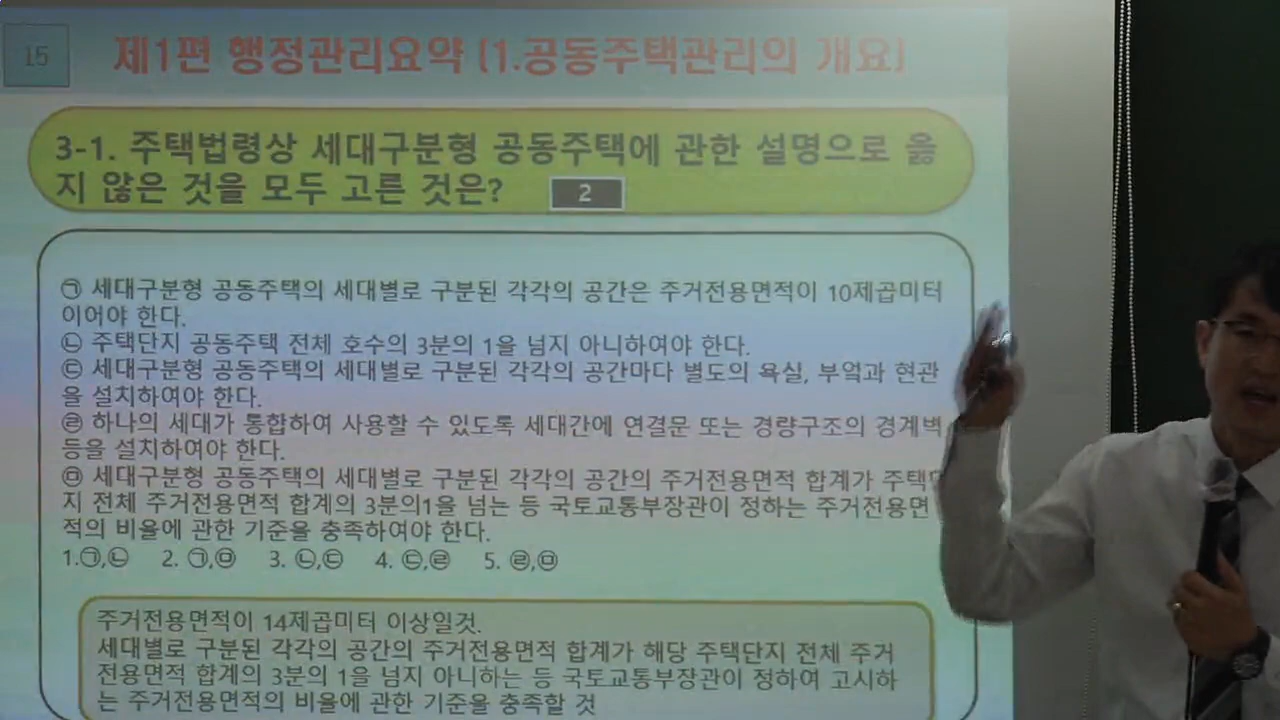 15
제1편 행정관리요약 [1.공동주택관리의 개요]
3-1. 주택법령상 세대구분형 공동주택에 관한 설명으로 옳
지 않은 것을 모두 고른 것은?
2
㉠ 세대구분형 공동주택의 세대별로 구분된 각각의 공간은 주거전용면적이 10제곱미터
이어야 한다.
㉡ 주택단지 공동주택 전체 호수의 3분의 1을 넘지 아니하여야 한다.
㉢ 세대구분형 공동주택의 세대별로 구분된 각각의 공간마다 별도의 욕실, 부엌과 현관
을 설치하여야 한다.
㉣ 하나의 세대가 통합하여 사용할 수 있도록 세대간에 연결문 또는 경량구조의 경계벽
등을 설치하여야 한다.
㉤ 세대구분형 공동주택의 세대별로 구분된 각각의 공간의 주거전용면적 합계가
지 전체 주거전용면적 합계의 3분의1을 넘는 등 국토교통부장관이 정하는 주거전용면
적의 비율에 관한 기준을 충족하여야 한다.
1.㉠,㉡ 2. ㉠,㉤ 3. ㉡,㉢ 4. ㉢,㉣ 5. ㉣,㉤
주거전용면적이 14제곱미터 이상일것.
세대별로 구분된 각각의 공간의 주거전용면적 합계가 해당 주택단지 전체 주거
전용면적 합계의 3분의 1을 넘지 아니하는 등 국토교통부장관이 정하여 고시하
는 주거전용면적의 비율에 관한 기준을 충족할 것